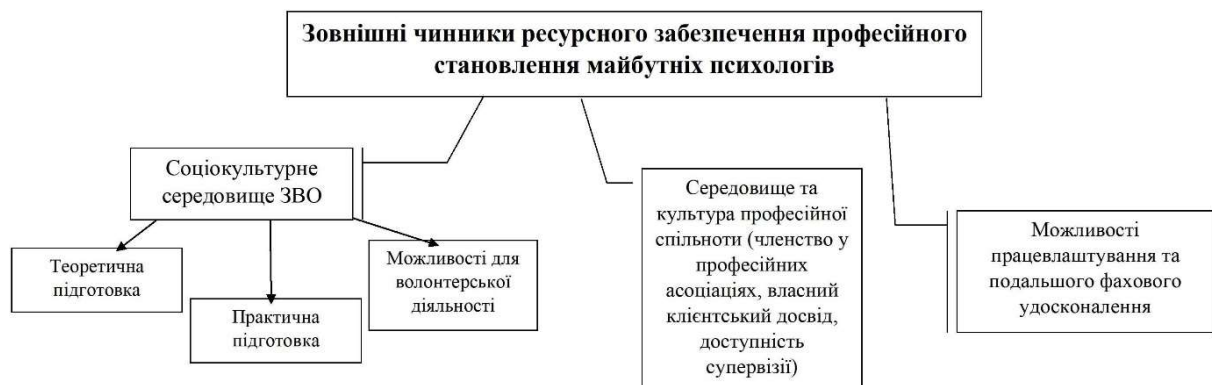 Зовнішні чинники ресурсного забезпечення професійного
становлення майбутніх психологів
Соціокультурне
середовище ЗВО
Теоретична
підготовка
Практична
підготовка
Можливості для
волонтерської
діяльності
Середовище та
культура професійної
спільноти (членство у
професійних
асоціаціях, власний
клієнтський досвід,
доступність
супервізії)
Можливості
працевлаштування та
подальшого фахового
удосконалення